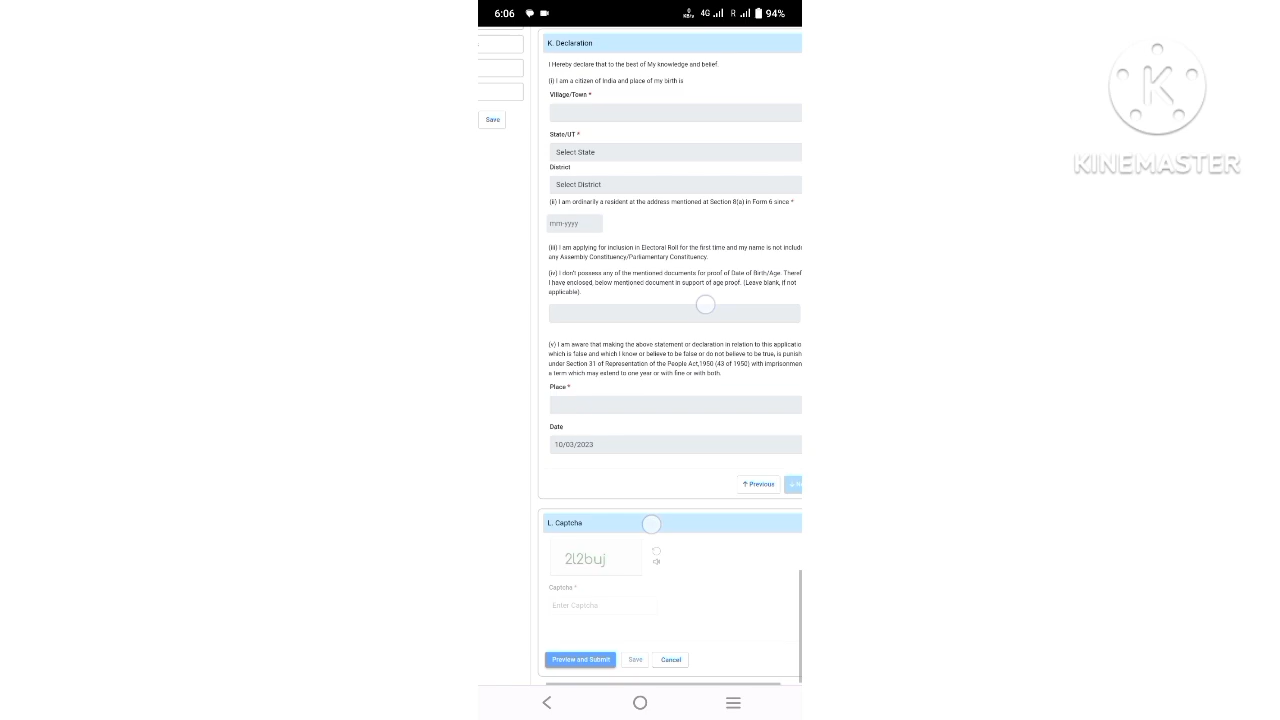 6:06
0
KB/s
4G
R
94%
K
KINEMASTER
K. Declaration
I Hereby declare that to the best of My knowledge and belief.
(i) I am a citizen of India and place of my birth is
Village/Town *
Save
State/UT *
Select State
District
Select District
(ii) I am ordinarily a resident at the address mentioned at Section 8(a) in Form 6 since *
mm-yyyy
(iii) I am applying for inclusion in Electoral Roll for the first time and my name is not include
any Assembly Constituency/Parliamentary Constituency.
(iv) I don't possess any of the mentioned documents for proof of Date of Birth/Age. Theref
I have enclosed, below mentioned document in support of age proof. (Leave blank, if not
applicable).
(v) I am aware that making the above statement or declaration in relation to this applicatio
which is false and which I know or believe to be false or do not believe to be true, is punish
under Section 31 of Representation of the People Act,1950 (43 of 1950) with imprisonmen
a term which may extend to one year or with fine or with both.
Place *
Date
10/03/2023
Previous
L. Captcha
2l2buj
Captcha *
Enter Captcha
Preview and Submit
Save
Cancel